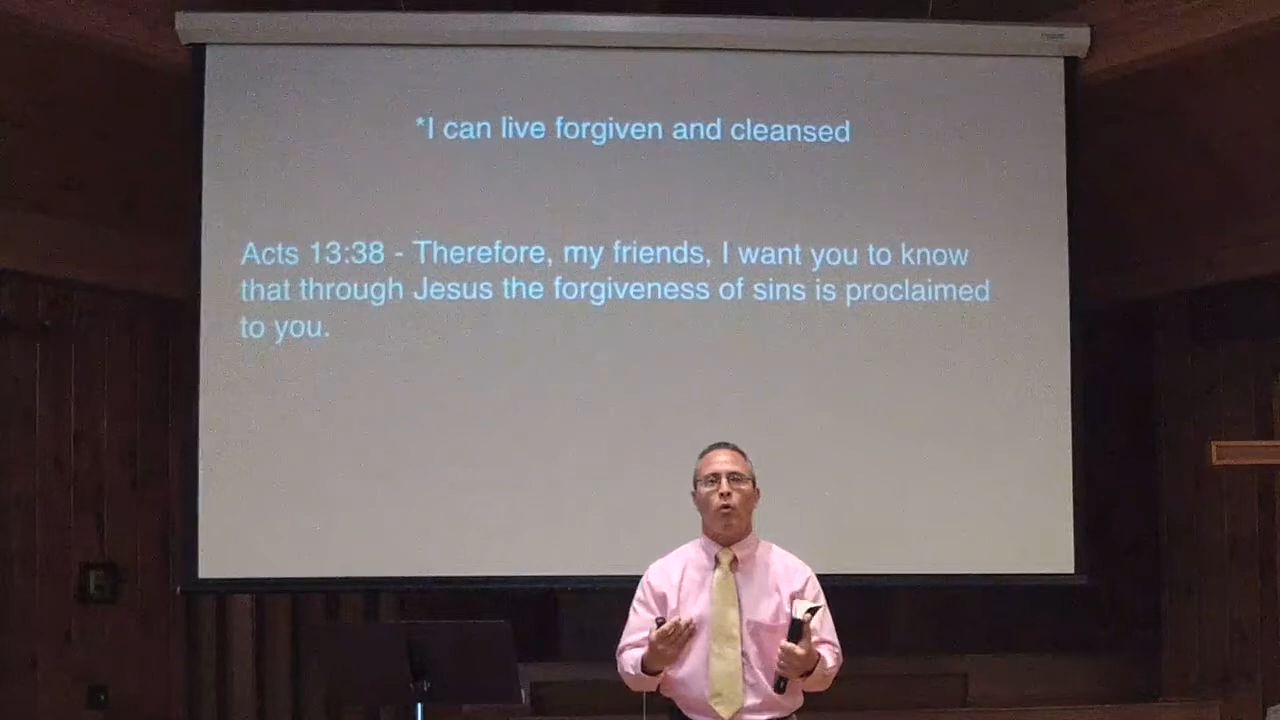 *I can live forgiven and cleansed
Acts 13:38 - Therefore, my friends, I want you to know
that through Jesus the forgiveness of sins is proclaimed
to you.